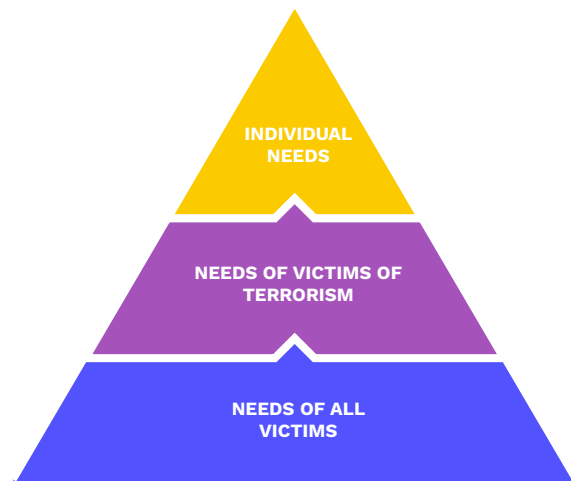 INDIVIDUAL
NEEDS
NEEDS OF VICTIMS OF
TERRORISM
NEEDS OF ALL
VICTIMS